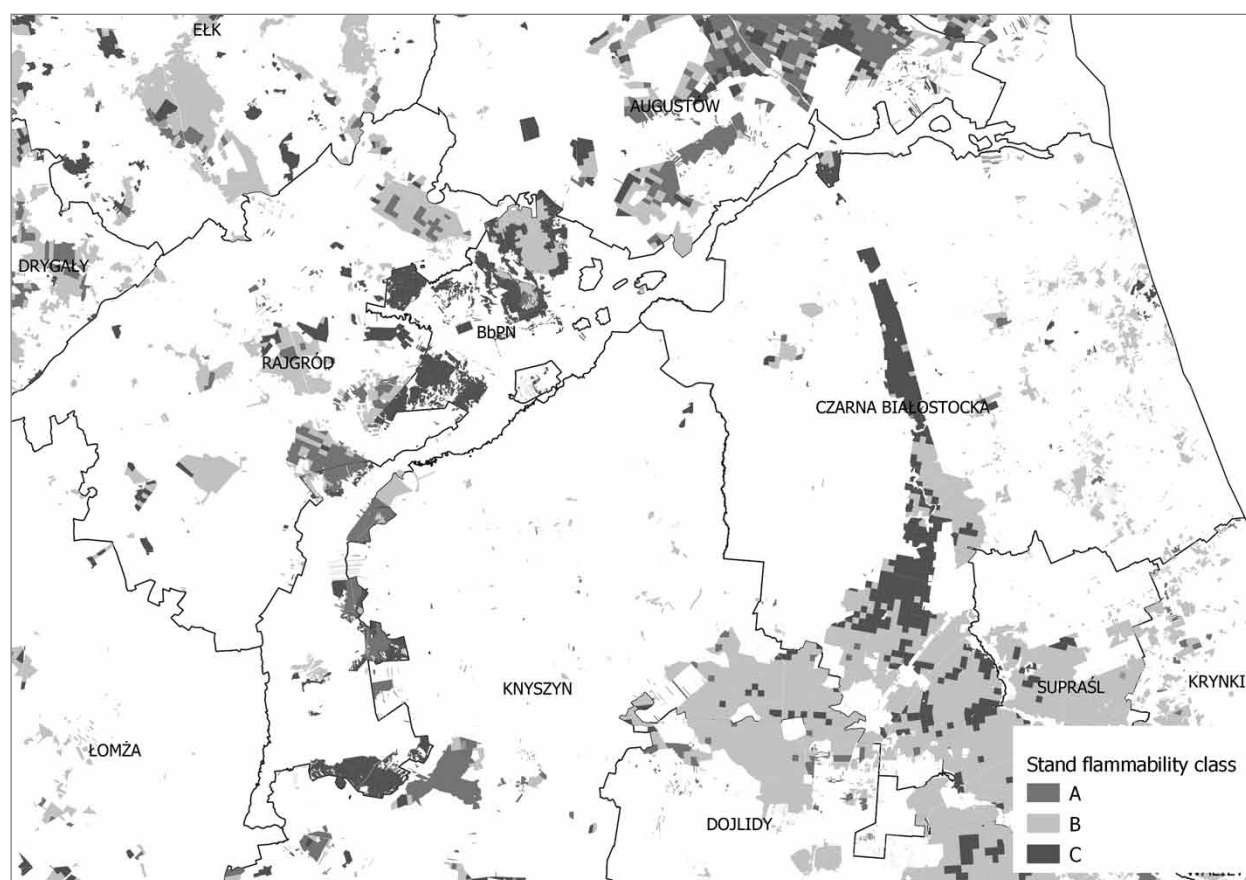 EŁK
AUGUSTÓW
DRYGAŁY
BbPN
RAJGRÓD
CZARNA BIAŁOSTOCKA
KNYSZYN
SUPRAŚL
KRYNKI
ŁOMŻA
DOJLIDY
Stand flammability class
A
B
C